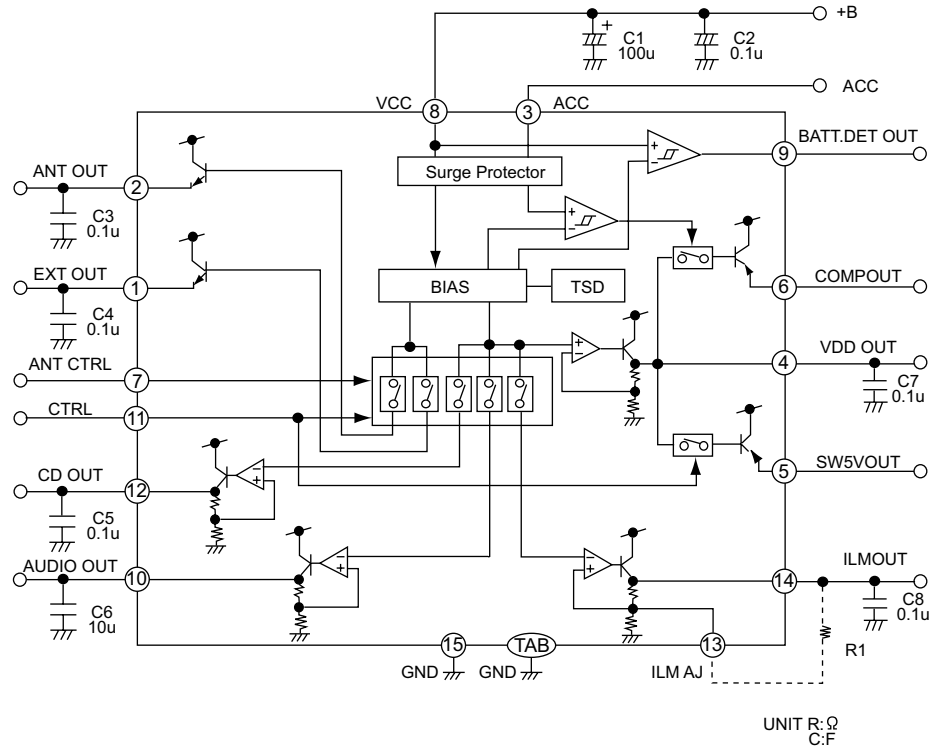 +B
+
C1
100u
C2
0.1u
ACC
VCC
8
3
ACC
BATT.DET OUT
+
−
9
Surge Protector
ANT OUT
2
C3
0.1u
+
−
EXT OUT
1
BIAS
TSD
6
COMPOUT
C4
0.1u
ANT CTRL
7
+
−
4
VDD OUT
C7
0.1u
CTRL
11
5
SW5VOUT
CD OUT
12
−
+
C5
0.1u
AUDIO OUT
10
−
+
−
+
14
ILMOUT
C6
10u
C8
0.1u
15
TAB
13
R1
GND
GND
ILM AJ
UNIT R:Ω
C:F